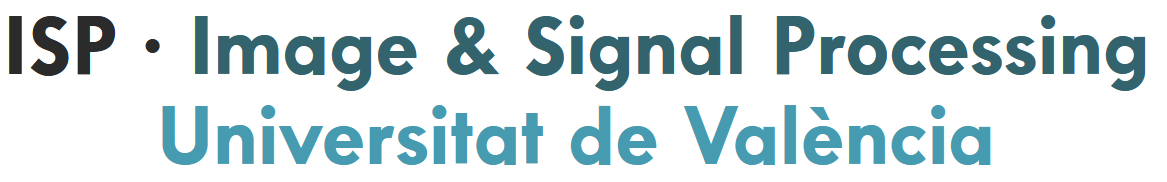 ISP · Image & Signal Processing
Universitat de València